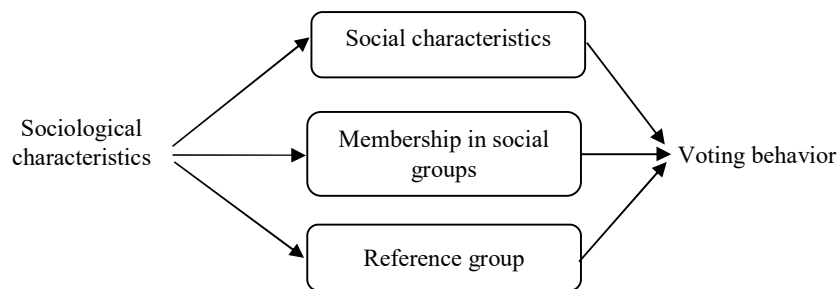 Social characteristics
Sociological
characteristics
Membership in social
groups
Voting behavior
Reference group